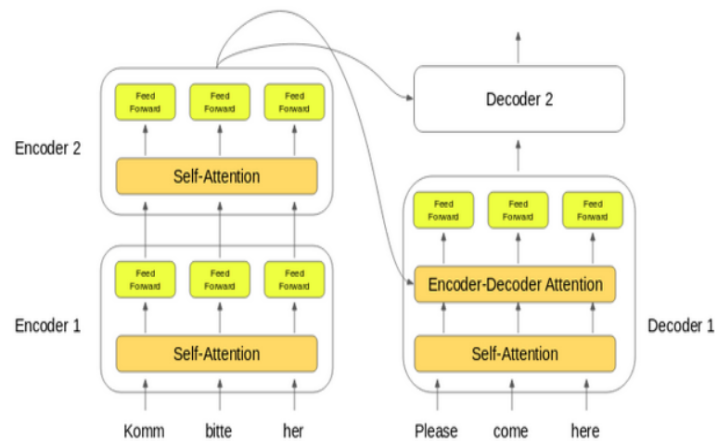 Encoder 2
Feed Forward
Feed Forward
Feed Forward
Self-Attention
Encoder 1
Feed Forward
Feed Forward
Feed Forward
Self-Attention
Komm bitte her
Decoder 2
Feed Forward
Feed Forward
Feed Forward
Encoder-Decoder Attention
Decoder 1
Self-Attention
Please come here